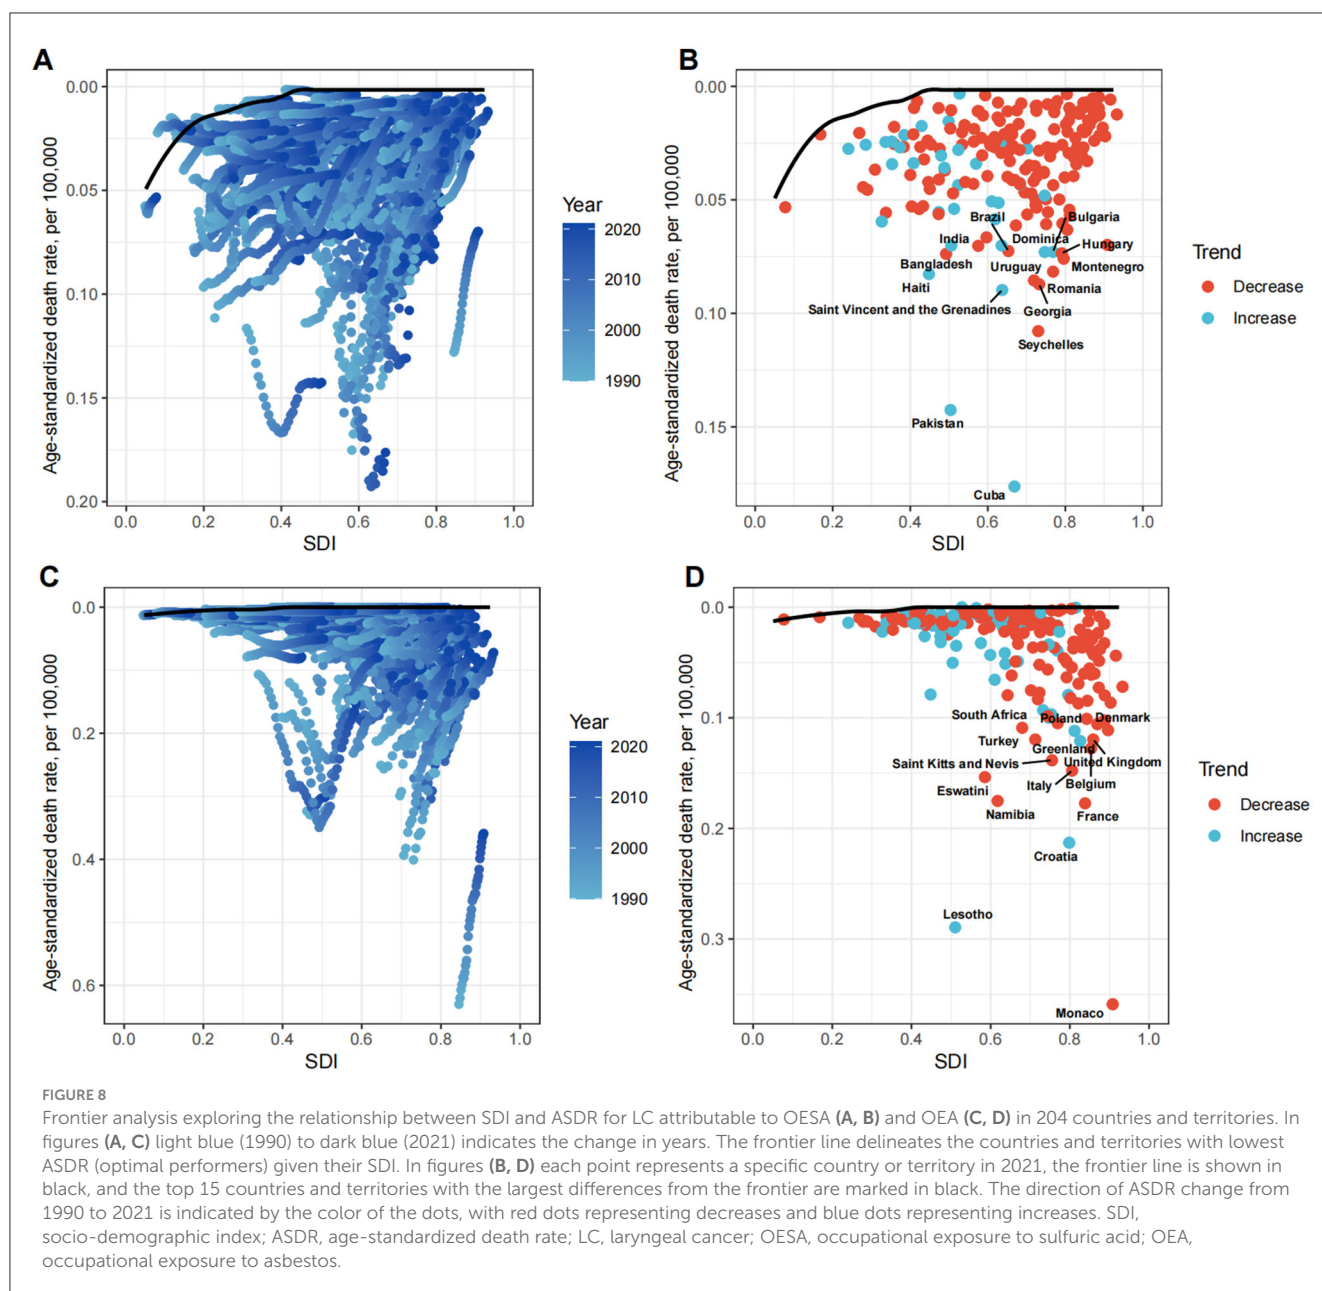 A
0.00
0.05
0.10
0.15
0.20
Age-standardized death rate, per 100,000
0.0 0.2 0.4 0.6 0.8 1.0
SDI
Year
2020
2010
2000
1990
B
0.00
0.05
0.10
0.15
Age-standardized death rate, per 100,000
Brazil
Bulgaria
India
Dominica
Hungary
Bangladesh
Uruguay
Montenegro
Haiti
Romania
Saint Vincent and the Grenadines
Georgia
Seychelles
Pakistan
Cuba
0.0 0.2 0.4 0.6 0.8 1.0
SDI
Trend
Decrease
Increase
C
0.0
0.2
0.4
0.6
Age-standardized death rate, per 100,000
0.0 0.2 0.4 0.6 0.8 1.0
SDI
Year
2020
2010
2000
1990
D
0.0
0.1
0.2
0.3
Age-standardized death rate, per 100,000
South Africa
Poland
Denmark
Turkey
Greenland
Saint Kitts and Nevis
United Kingdom
Eswatini
Italy
Belgium
Namibia
France
Croatia
Lesotho
Monaco
0.0 0.2 0.4 0.6 0.8 1.0
SDI
Trend
Decrease
Increase
FIGURE 8
Frontier analysis exploring the relationship between SDI and ASDR for LC attributable to OESA (A, B) and OEA (C, D) in 204 countries and territories. In
figures (A, C) light blue (1990) to dark blue (2021) indicates the change in years. The frontier line delineates the countries and territories with lowest
ASDR (optimal performers) given their SDI. In figures (B, D) each point represents a specific country or territory in 2021, the frontier line is shown in
black, and the top 15 countries and territories with the largest differences from the frontier are marked in black. The direction of ASDR change from
1990 to 2021 is indicated by the color of the dots, with red dots representing decreases and blue dots representing increases. SDI,
socio-demographic index; ASDR, age-standardized death rate; LC, laryngeal cancer; OESA, occupational exposure to sulfuric acid; OEA,
occupational exposure to asbestos.